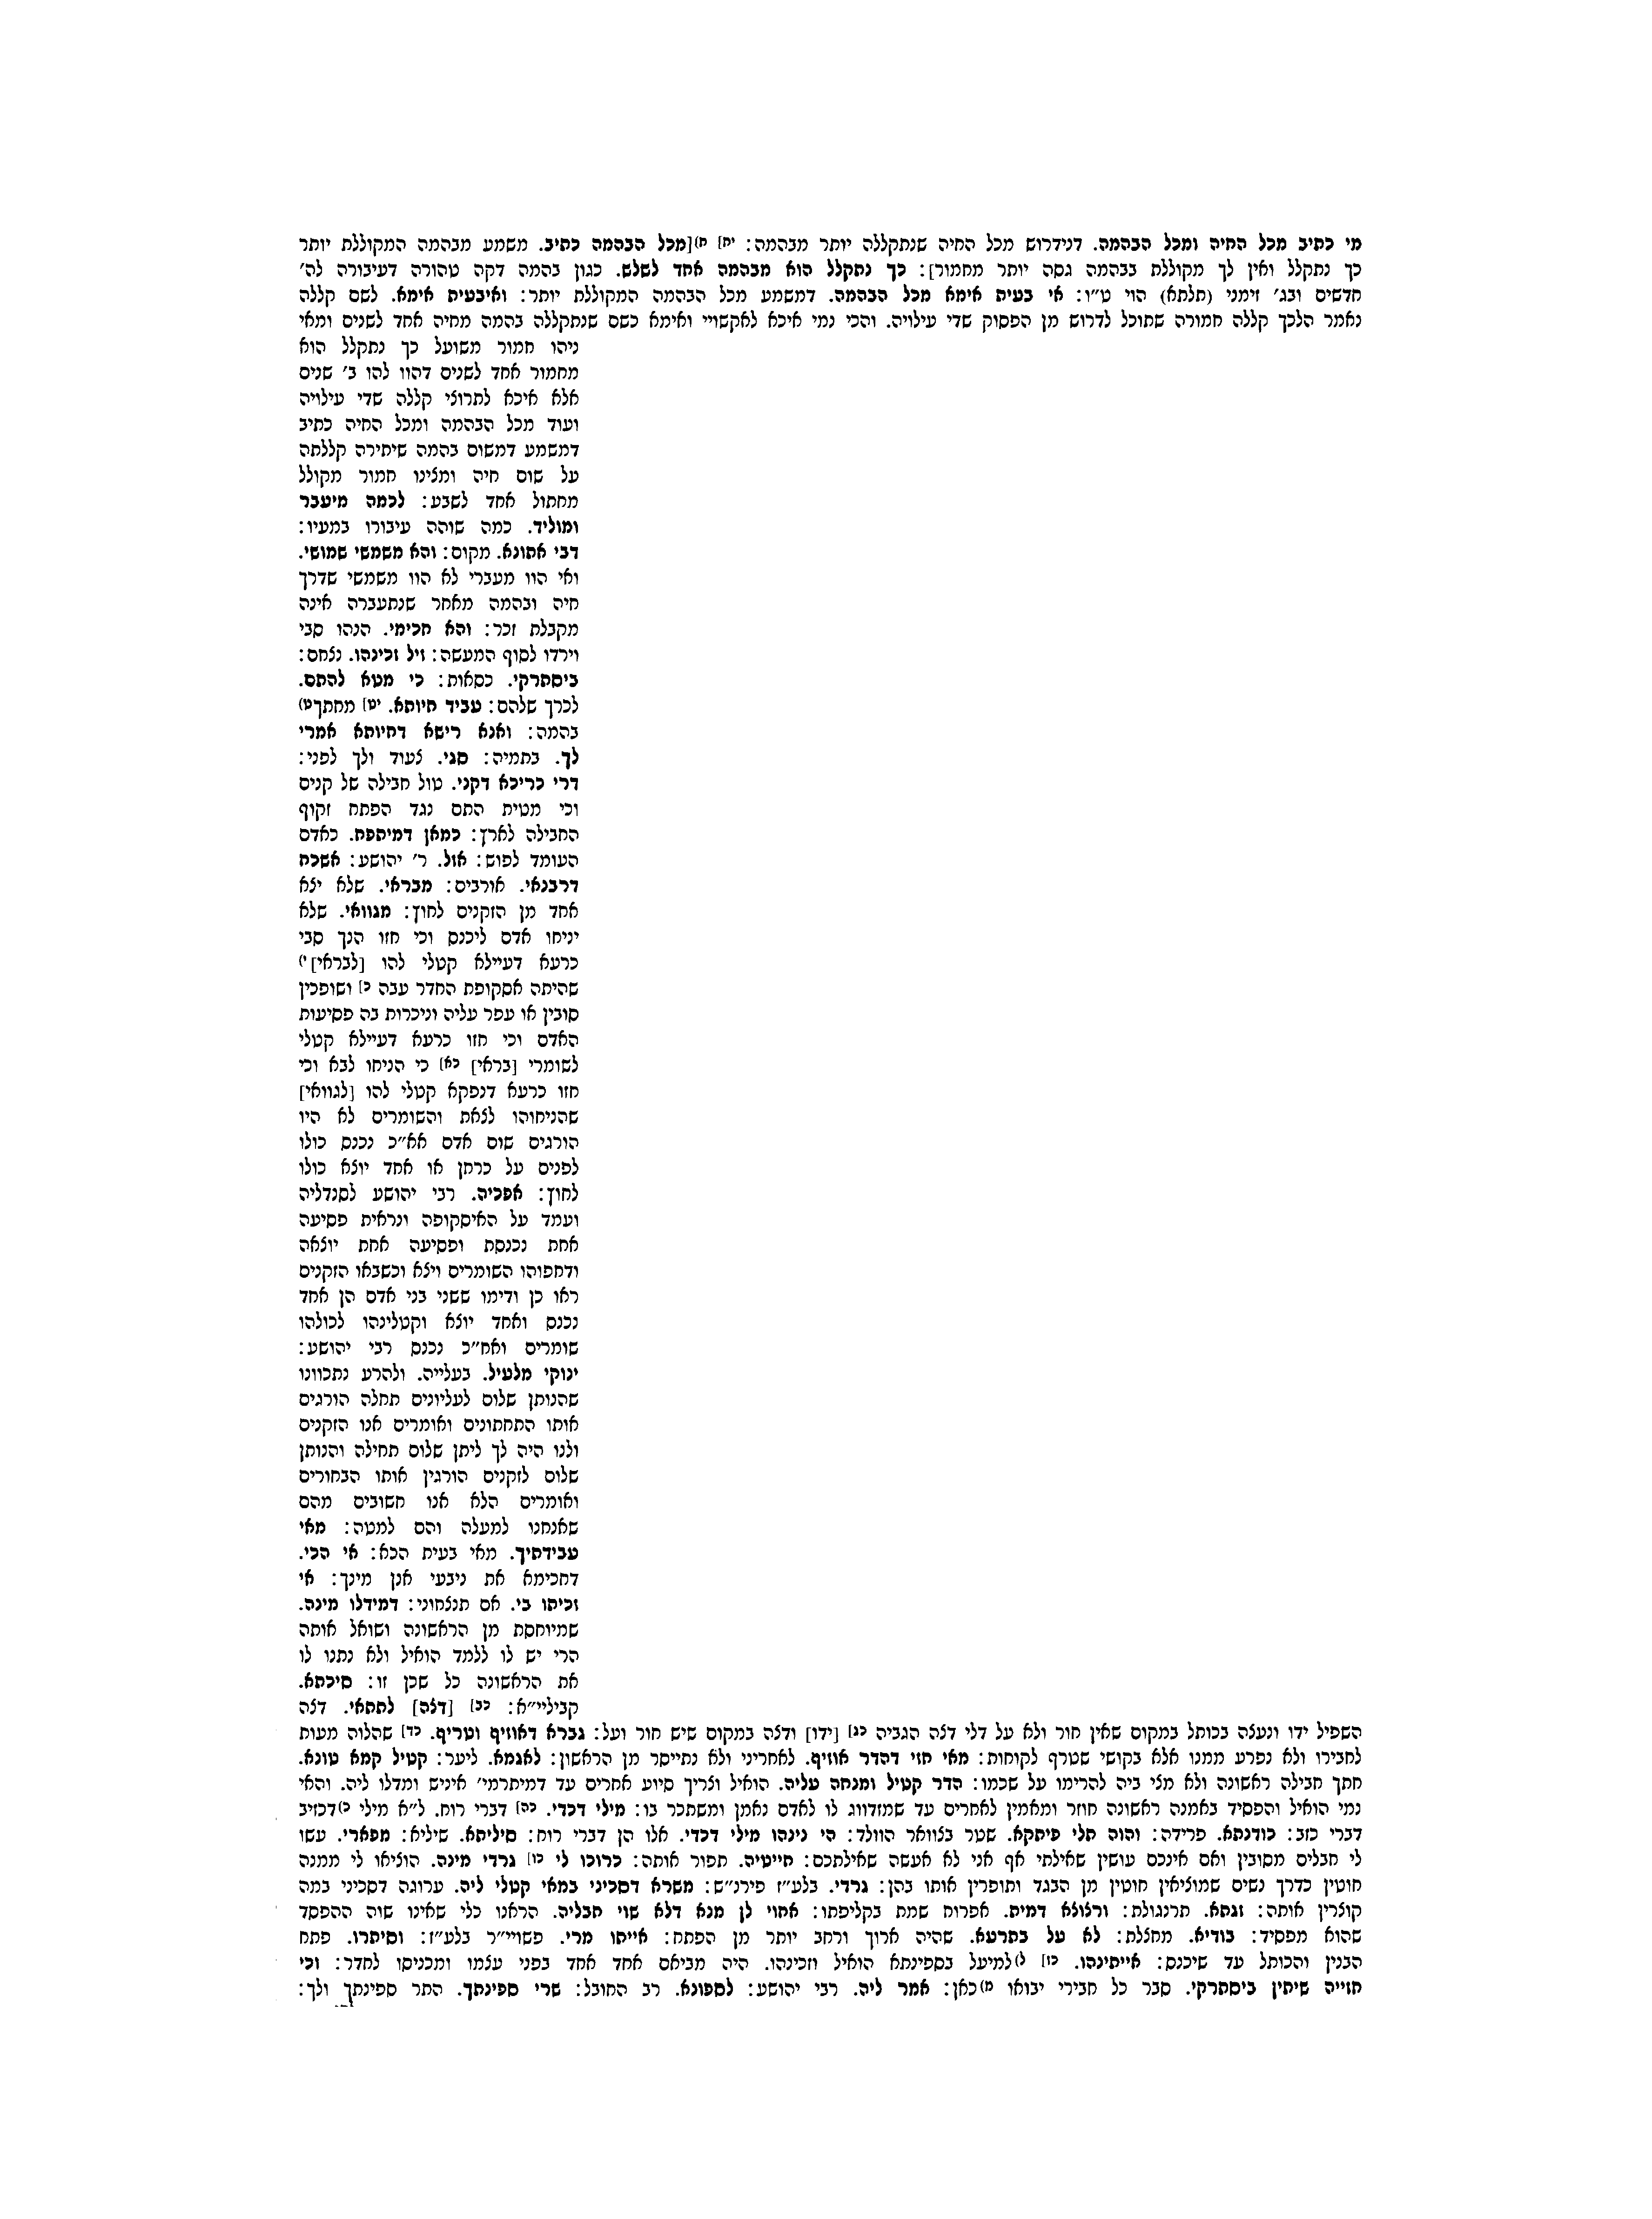 מי כתיב מכל החיה ומכל הבהמה. דנידרוש מכל החיה שנתקללה יותר מבהמה: יח] ח)[מכל הבהמה כתיב. משמע מבהמה המקוללת יותר
כך נתקלל ואין לך מקוללת בבהמה גסה יותר מחמור]: כך נתקלל הוא מבהמה אחד לשלש. כגון בהמה דקה טהורה דעיבורה לה׳
חדשים ובג׳ זימני (תלתא) הוי ט״ו: אי בעית אימא מכל הבהמה. דמשמע מכל הבהמה המקוללת יותר: ואיבעית אימא. לשם קללה
נאמר הלכך קללה חמורה שתוכל לדרוש מן הפסוק שדי עילויה. והכי נמי איכא לאקשויי ואימא כשם שנתקללה בהמה מחיה אחד לשנים ומאי
ניהו חמור משועל כך נתקלל הוא
מחמור אחד לשנים דהוו להו ב׳ שנים
אלא איכא לתרוצי קללה שדי עילויה
ועוד מכל הבהמה ומכל החיה כתיב
דמשמע דמשום בהמה שיתירה קללתה
על שום חיה ומצינו חמור מקולל
מחתול אחד לשבע: לכמה מיעבר
ומוליד. כמה שוהה עיבורו במעיו:
דבי אתונא. מקום: והא משמשי שמושי.
ואי הוו מעברי לא הוו משמשי שדרך
חיה ובהמה מאחר שנתעברה אינה
מקבלת זכר: והא חכימי. הנהו סבי
וירדו לסוף המעשה: זיל זכינהו. נצחם:
ביסתרקי. כסאות: כי מטא להתם.
לכרך שלהם: עביד חיותא. יט] מחתךט)
בהמה: ואנא רישא דחיותא אמרי
לך. בתמיה: סגי. צעוד ולך לפני:
דרי כריכא דקני. טול חבילה של קנים
וכי מטית התם נגד הפתח זקוף
החבילה לארץ: כמאן דמיתפח. כאדם
העומד לפוש: אזל. ר׳ יהושע: אשכח
דרבנאי. אורבים: מבראי. שלא יצא
אחד מן הזקנים לחוץ: מגוואי. שלא
יניחו אדם ליכנס וכי חזו הנך סבי
כרעא דעיילא קטלי להו [לבראי]י)
שהיתה אסקופת החדר עבה כ] ושופכין
סובין או עפר עליה וניכרות בה פסיעות
האדם וכי חזו כרעא דעיילא קטלי
לשומרי [בראי] כא] כי הניחו לבא וכי
חזו כרעא דנפקא קטלי להו [לגוואי]
שהניחוהו לצאת והשומרים לא היו
הורגים שום אדם אא״כ נכנס כולו
לפנים על כרחן או אחד יוצא כולו
לחוץ: אפכיה. רבי יהושע לסנדליה
ועמד על האיסקופה ונראית פסיעה
אחת נכנסת ופסיעה אחת יוצאה
ודחפוהו השומרים ויצא וכשבאו הזקנים
ראו כן ודימו ששני בני אדם הן אחד
נכנס ואחד יוצא וקטלינהו לכולהו
שומרים ואח״כ נכנס רבי יהושע:
ינוקי מלעיל. בעלייה. ולהרע נתכוונו
שהנותן שלום לעליונים תחלה הורגים
אותו התחתונים ואומרים אנו הזקנים
ולנו היה לך ליתן שלום תחילה והנותן
שלום לזקנים הורגין אותו הבחורים
ואומרים הלא אנו חשובים מהם
שאנחנו למעלה והם למטה: מאי
עבידתיך. מאי בעית הכא: אי הכי.
דחכימא את ניבעי אנן מינך: אי
זכיתו בי. אם תנצחוני: דמידלו מינה.
שמיוחסת מן הראשונה ושואל אותה
הרי יש לו ללמד הואיל ולא נתנו לו
את הראשונה כל שכן זו: סיכתא.
קביליי״א: כב] [דצה] לתתאי. דצה
השפיל ידו ונעצה בכותל במקום שאין חור ולא על דלי דצה הגביה כג] [ידו] ודצה במקום שיש חור ועל: גברא דאוזיף וטריף. כד] שהלוה מעות
לחבירו ולא נפרע ממנו אלא בקושי שטרף לקוחות: מאי חזי דהדר אוזיף. לאחריני ולא נתייסר מן הראשון: לאגמא. ליער: קטיל קמא טונא.
חתך חבילה ראשונה ולא מצי ביה להרימו על שכמו: הדר קטיל ומנחה עליה. הואיל וצריך סיוע אחרים עד דמיתרמי׳ איניש ומדלו ליה. והאי
נמי הואיל והפסיד באמנה ראשונה חוזר ומאמין לאחרים עד שמזדווג לו לאדם נאמן ומשתכר בו: מילי דכדי. כה] דברי רוח. ל״א מילי כ)דכזיב
דברי כזב: כודנתא. פרידה: והוה תלי פיתקא. שטר בצוואר הוולד: הי ניהו מילי דכדי. אלו הן דברי רוח: סיליתא. שיליא: מפארי. עשו
לי חבלים מסובין ואם אינכם עושין שאילתי אף אני לא אעשה שאילתכם: חייטיה. תפור אותה: כרוכו לי כו] גרדי מינה. הוציאו לי ממנה
חוטין כדרך נשים שמוציאין חוטין מן הבגד ותופרין אותו בהן: גרדי. בלע״ז פירנ״ש: משרא דסכיני במאי קטלי ליה. ערוגה דסכיני במה
קוצרין אותה: זגתא. תרנגולת: ורצוצא דמית. אפרוח שמת בקליפתו: אחוי לן מנא דלא שוי חבליה. הראנו כלי שאינו שוה ההפסד
שהוא מפסיד: בודיא. מחצלת: לא על בתרעא. שהיה ארוך ורחב יותר מן הפתח: אייתו מרי. פשויי״ר בלע״ז: וסיתרו. פתח
הבנין והכותל עד שיכנס: אייתינהו. כז] ל)למיעל בספינתא הואיל וזכינהו. היה מביאם אחד אחד בפני עצמו ומכניסו לחדר: וכי
חזייה שיתין ביסתרקי. סבר כל חבירי יבואו מ)כאן: אמר ליה. רבי יהושע: לספונא. רב החובל: שרי ספינתך. התר ספינתך ולך: